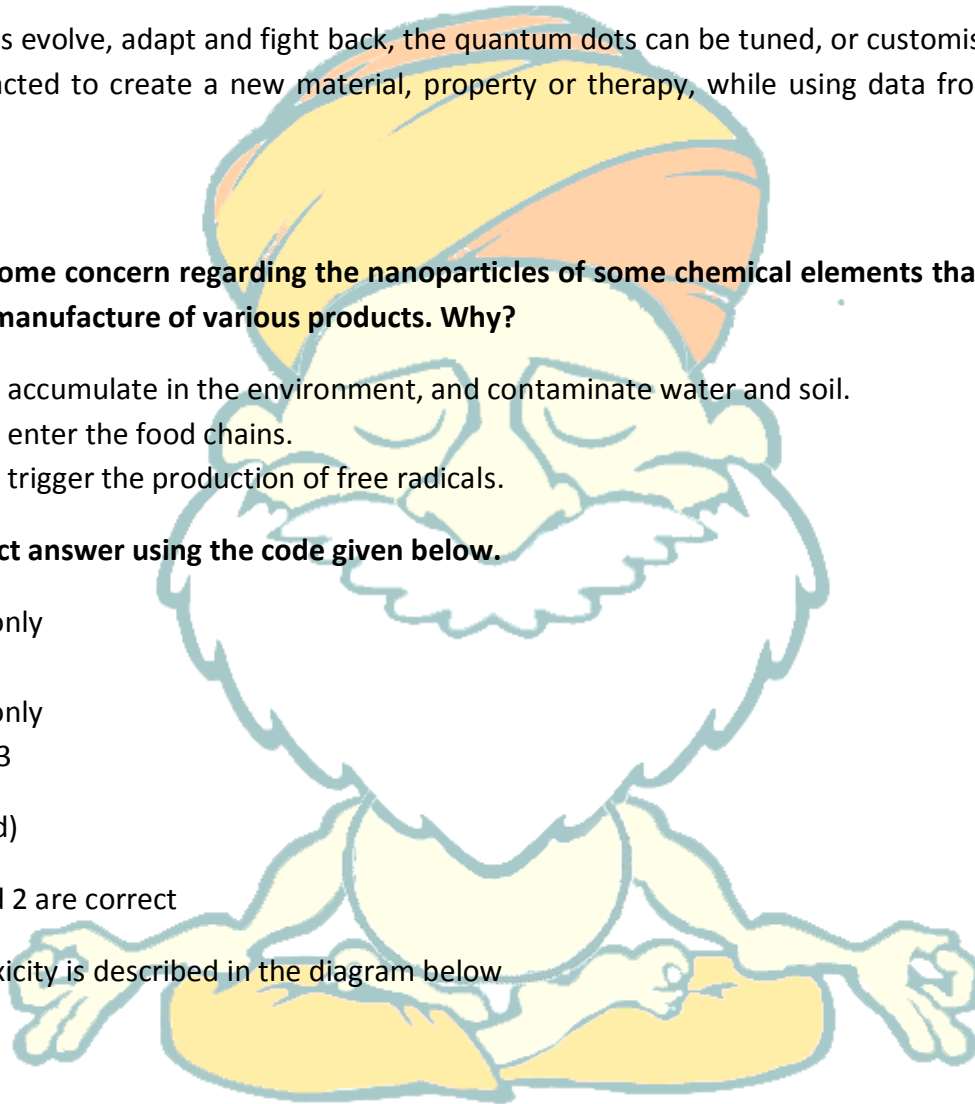 s evolve, adapt and fight back, the quantum dots can be tuned, or customis
acted to create a new material, property or therapy, while using data fro
ome concern regarding the nanoparticles of some chemical elements tha
manufacture of various products. Why?
accumulate in the environment, and contaminate water and soil.
enter the food chains.
trigger the production of free radicals.
ct answer using the code given below.
only
only
3
d)
d 2 are correct
xicity is described in the diagram below